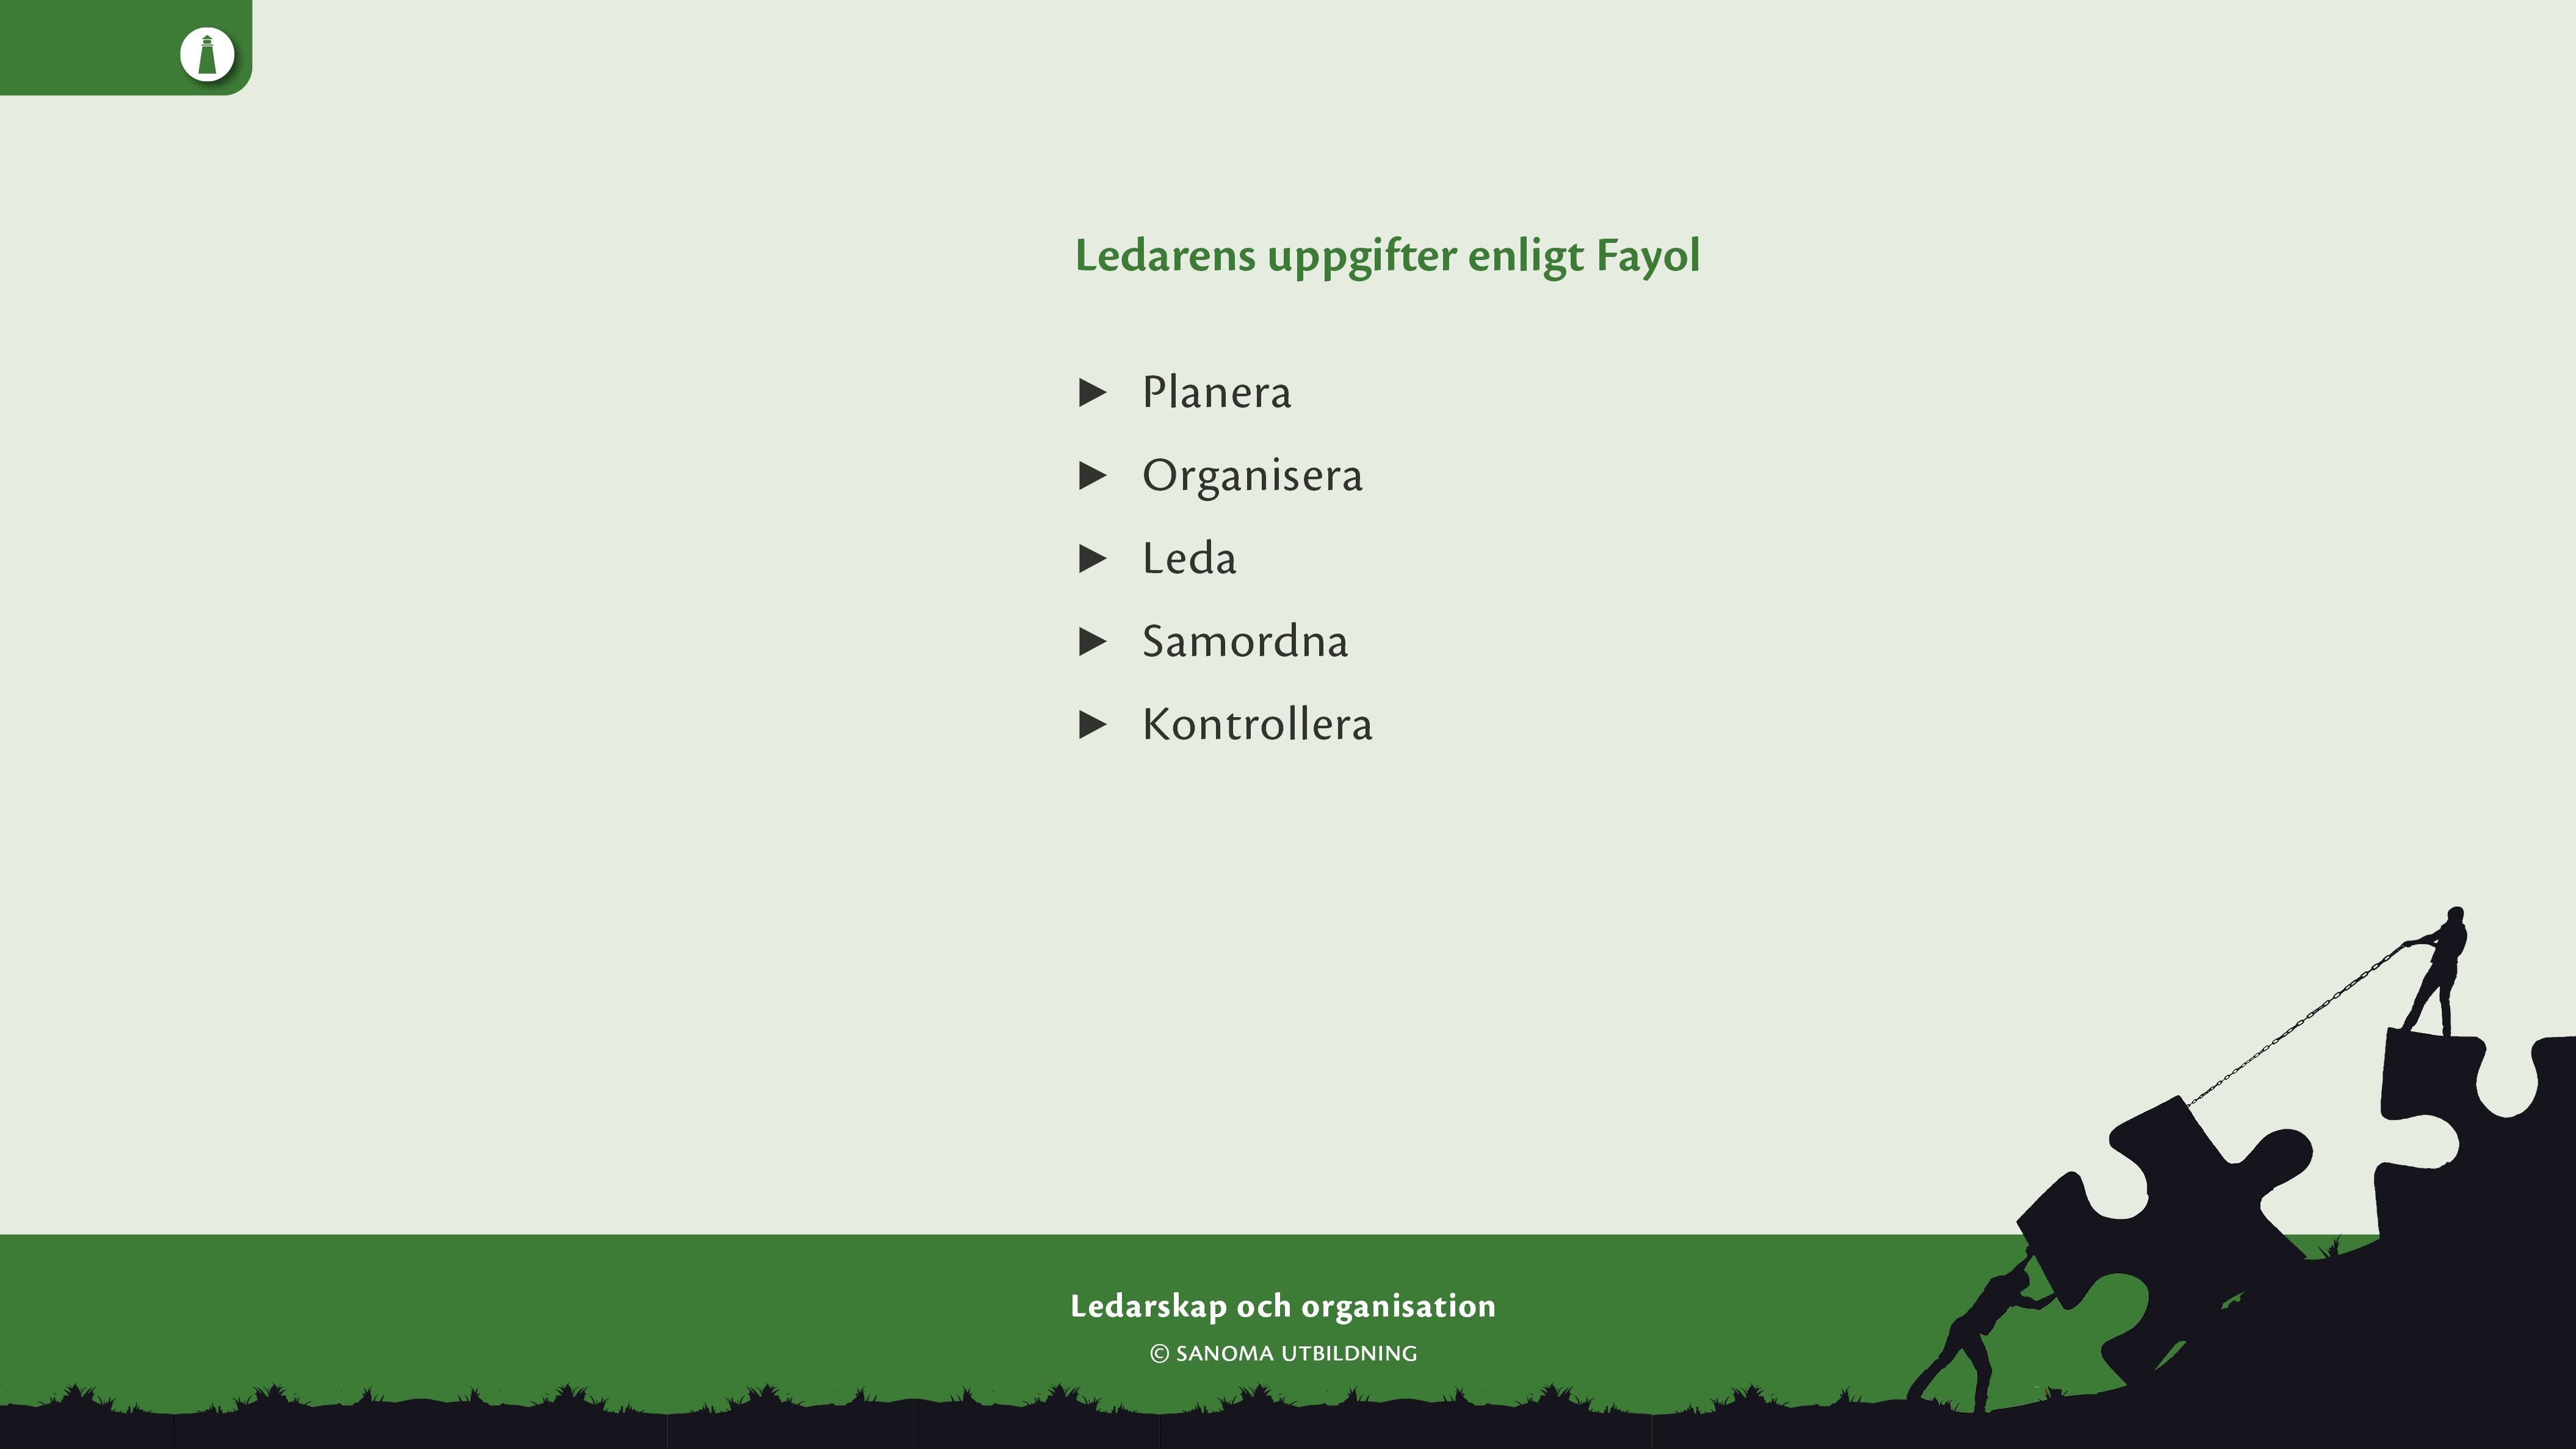 Ledarens uppgifter enligt Fayol
► Planera
► Organisera
► Leda
► Samordna
► Kontrollera
Ledarskap och organisation
© SANOMA UTBILDNING